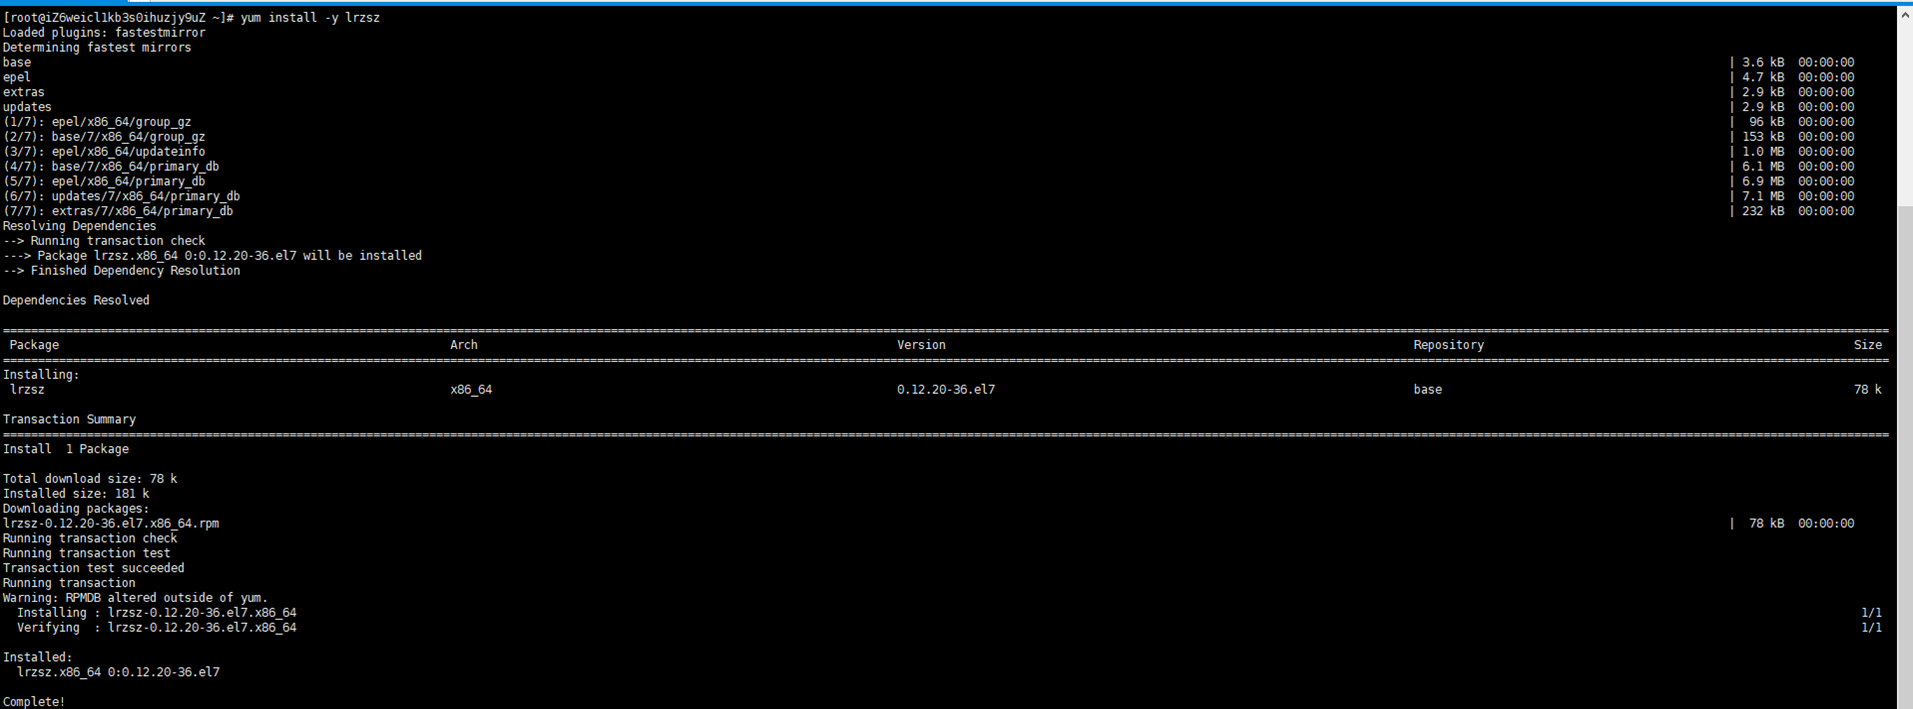 [root@iZ6weicl1kb3s0ihuzjy9uZ ~]# yum install -y lrzsz
Loaded plugins: fastestmirror
Determining fastest mirrors
base | 3.6 kB 00:00:00
epel | 4.7 kB 00:00:00
extras | 2.9 kB 00:00:00
updates | 2.9 kB 00:00:00
(1/7): epel/x86_64/group_gz | 96 kB 00:00:00
(2/7): base/7/x86_64/group_gz | 153 kB 00:00:00
(3/7): epel/x86_64/updateinfo | 1.0 MB 00:00:00
(4/7): base/7/x86_64/primary_db | 6.1 MB 00:00:00
(5/7): epel/x86_64/primary_db | 6.9 MB 00:00:00
(6/7): updates/7/x86_64/primary_db | 7.1 MB 00:00:00
(7/7): extras/7/x86_64/primary_db | 232 kB 00:00:00
Resolving Dependencies
--> Running transaction check
---> Package lrzsz.x86_64 0:0.12.20-36.el7 will be installed
--> Finished Dependency Resolution
Dependencies Resolved
Package Arch Version Repository Size
Installing:
lrzsz x86_64 0.12.20-36.el7 base 78 k
Transaction Summary
Install 1 Package
Total download size: 78 k
Installed size: 181 k
Downloading packages:
lrzsz-0.12.20-36.el7.x86_64.rpm | 78 kB 00:00:00
Running transaction check
Running transaction test
Transaction test succeeded
Running transaction
Warning: RPMDB altered outside of yum.
Installing : lrzsz-0.12.20-36.el7.x86_64 1/1
Verifying : lrzsz-0.12.20-36.el7.x86_64 1/1
Installed:
lrzsz.x86_64 0:0.12.20-36.el7
Complete!